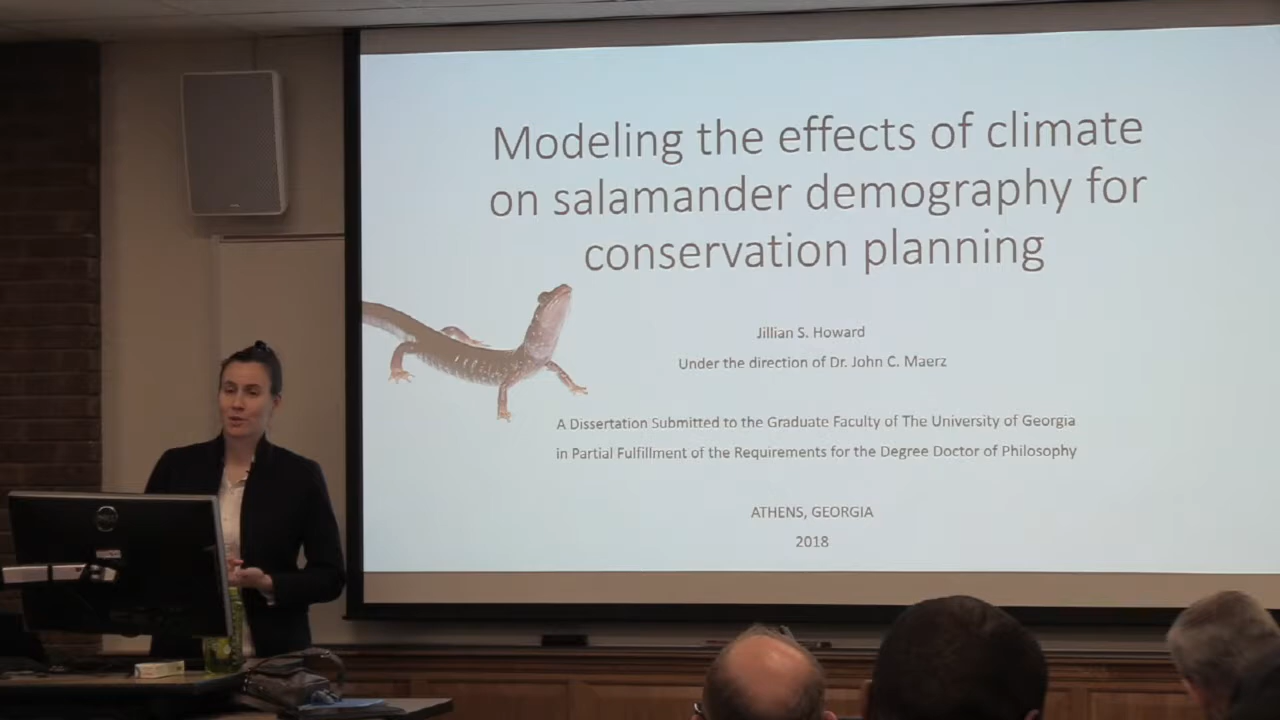 Modeling the effects of climate
on salamander demography for
conservation planning
Jillian S. Howard
Under the direction of Dr. John C. Maerz
A Dissertation Submitted to the Graduate Faculty of The University of Georgia
in Partial Fulfillment of the Requirements for the Degree Doctor of Philosophy
ATHENS, GEORGIA
2018
DELL